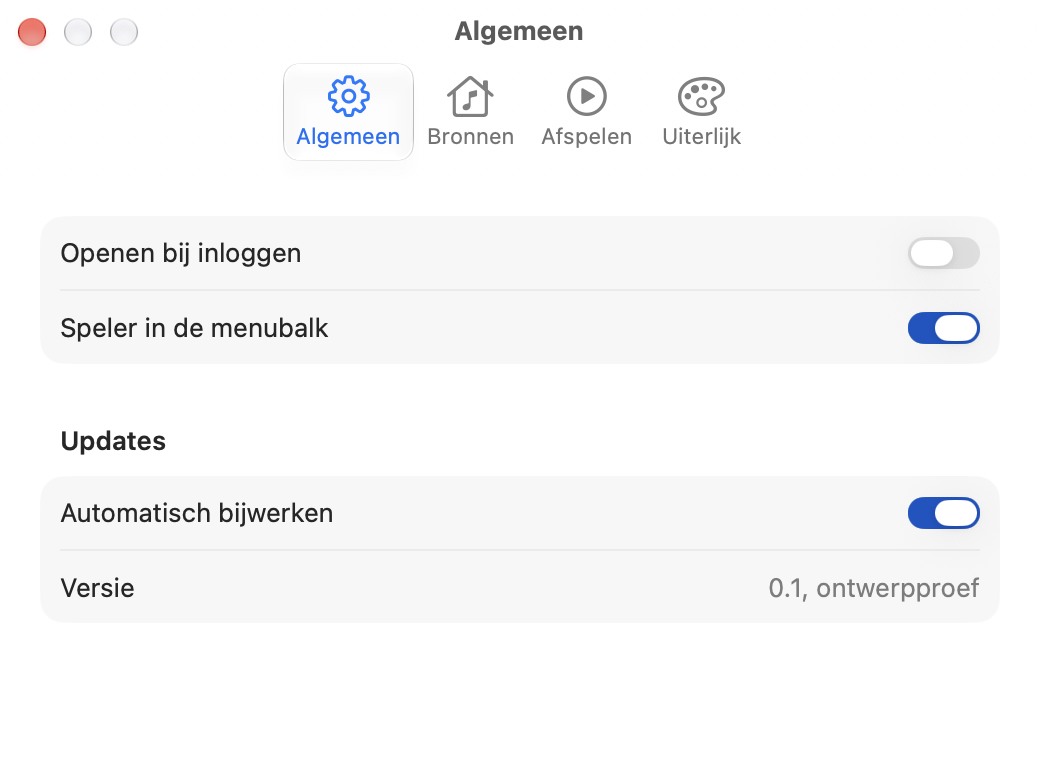 Algemeen
Algemeen
Bronnen
Afspelen
Uiterlijk
Openen bij inloggen
Speler in de menubalk
Updates
Automatisch bijwerken
Versie
0.1, ontwerpproef